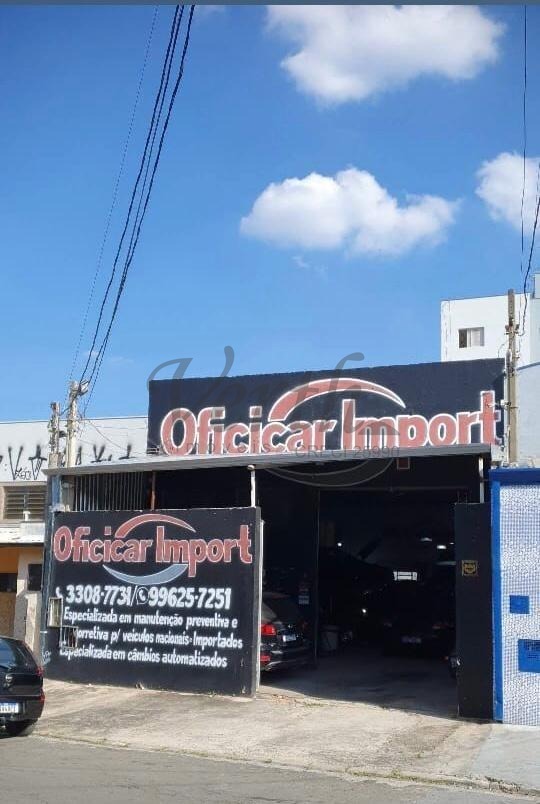 Oficicar Import
Oficicar Import
3308-7731/99625-7251
Especializada em manutenção preventiva e
corretiva p/ veículos nacionais-Importados
Especializada em câmbios automatizados